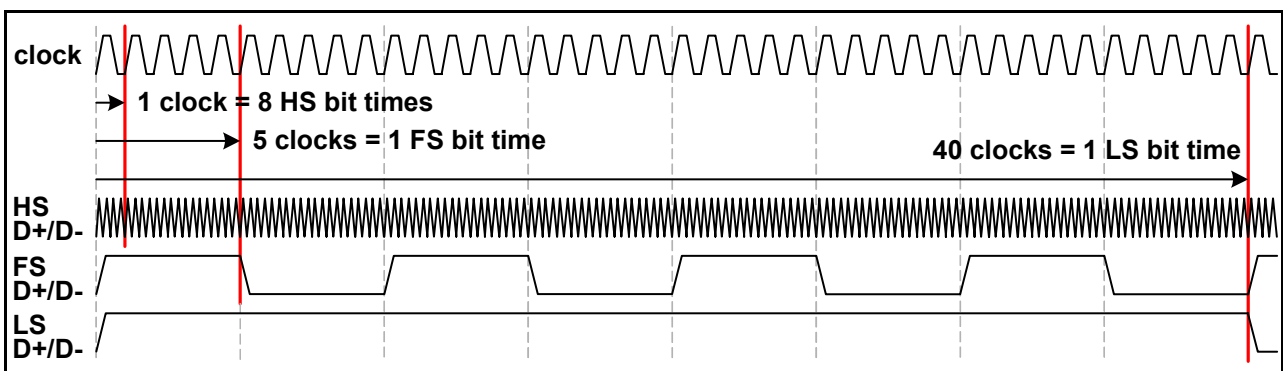 clock
1 clock = 8 HS bit times
5 clocks = 1 FS bit time
40 clocks = 1 LS bit time
HS
D+/D-
FS
D+/D-
LS
D+/D-